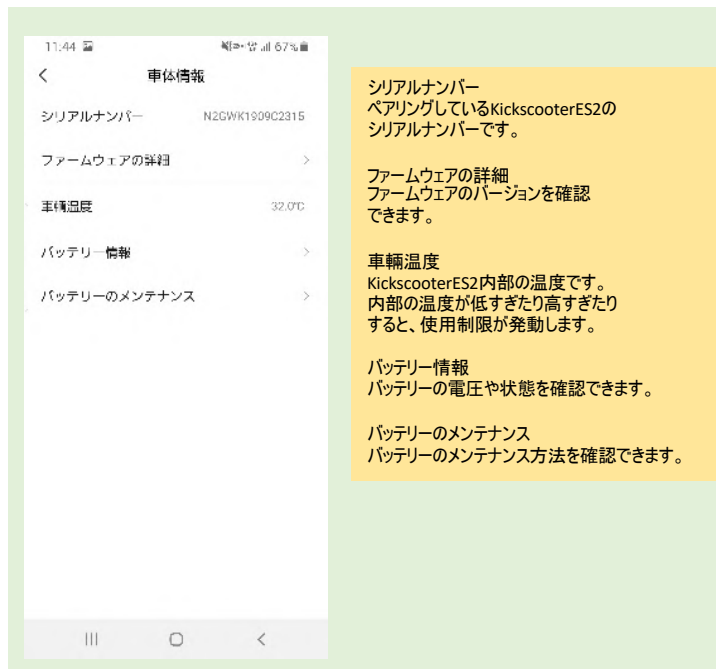 11:44
67%
車体情報
シリアルナンバー N2GWK1909C2315
ファームウェアの詳細
車輌温度 32.0℃
バッテリー情報
バッテリーのメンテナンス
シリアルナンバー
ペアリングしているKickscooterES2の
シリアルナンバーです。
ファームウェアの詳細
ファームウェアのバージョンを確認
できます。
車輛温度
KickscooterES2内部の温度です。
内部の温度が低すぎたり高すぎたり
すると、使用制限が発動します。
バッテリー情報
バッテリーの電圧や状態を確認できます。
バッテリーのメンテナンス
バッテリーのメンテナンス方法を確認できます。